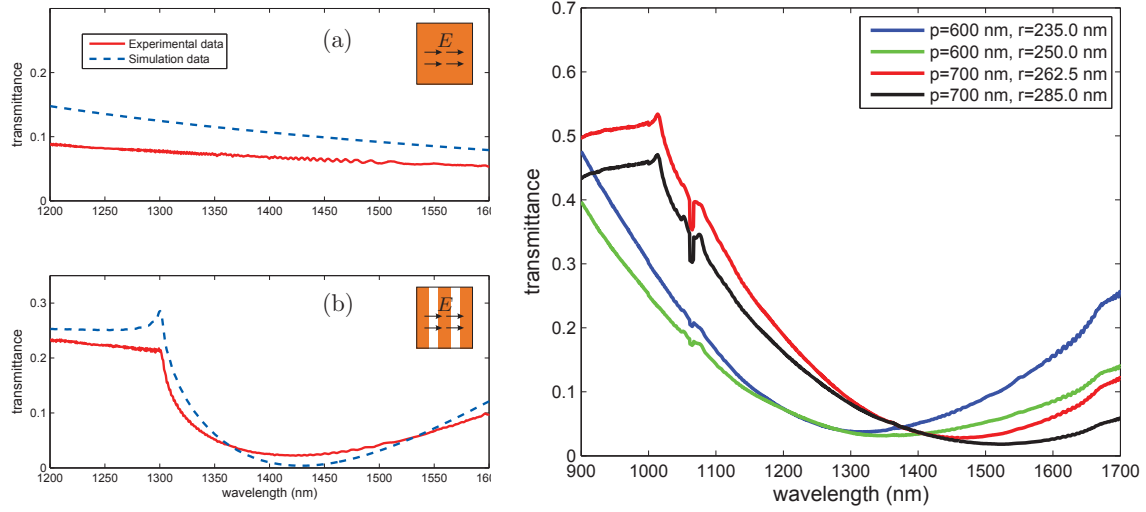 (a)
E
Experimental data
Simulation data
transmittance
0.2
0.1
0
1200 1250 1300 1350 1400 1450 1500 1550 160
(b)
E
transmittance
0.3
0.2
0.1
0
1200 1250 1300 1350 1400 1450 1500 1550 160
wavelength (nm)
p=600 nm, r=235.0 nm
p=600 nm, r=250.0 nm
p=700 nm, r=262.5 nm
p=700 nm, r=285.0 nm
transmittance
0.7
0.6
0.5
0.4
0.3
0.2
0.1
0
900 1000 1100 1200 1300 1400 1500 1600 1700
wavelength (nm)